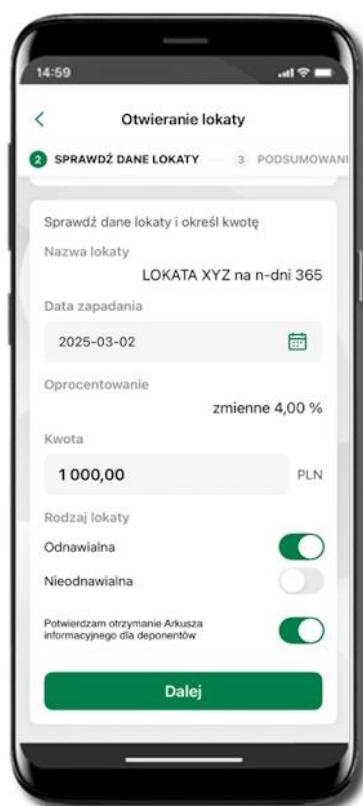 14:59
Otwieranie lokaty
2 SPRAWDŹ DANE LOKATY 3 PODSUMOWANI
Sprawdź dane lokaty i określ kwotę
Nazwa lokaty
LOKATA XYZ na n-dni 365
Data zapadania
2025-03-02
Oprocentowanie
zmienne 4,00 %
Kwota
1 000,00 PLN
Rodzaj lokaty
Odnawialna
Nieodnawialna
Potwierdzam otrzymanie Arkusza
informacyjnego dla deponentów
Dalej